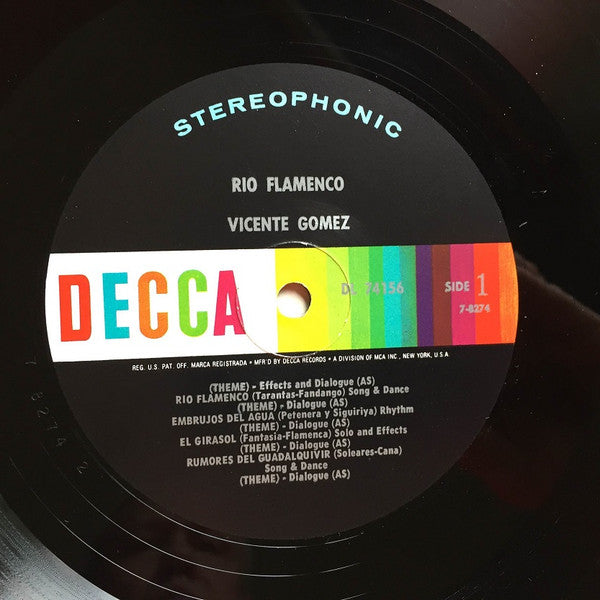 STEREOPHONIC
RIO FLAMENCO
VICENTE GOMEZ
DECCA
DL 74156
SIDE 1
7-8274
REG. U.S. PAT. OFF. MARCA REGISTRADA • MFR'D BY DECCA RECORDS • A DIVISION OF MCA INC., NEW YORK, U.S.A.
(THEME) - Effects and Dialogue (AS)
RIO FLAMENCO (Tarantas-Fandango) Song & Dance
(THEME) - Dialogue (AS)
EMBRUJOS DEL AGUA (Petenera y Siguiriya) Rhythm
(THEME) - Dialogue (AS)
EL GIRASOL (Fantasia-Flamenca) Solo and Effects
(THEME) - Dialogue (AS)
RUMORES DEL GUADALQUIVIR (Soleares-Cana)
Song & Dance
(THEME) - Dialogue (AS)